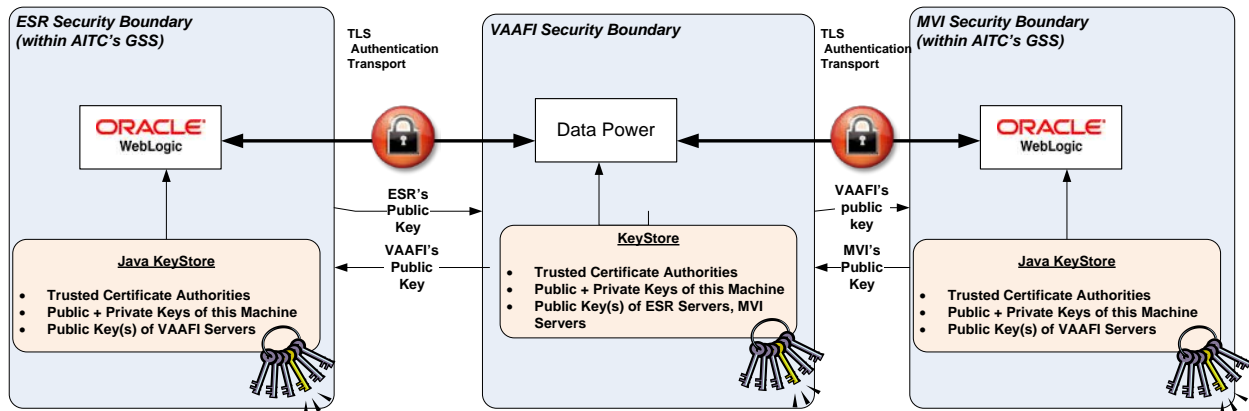 ESR Security Boundary
(within AITC's GSS)
ORACLE®
WebLogic
Java KeyStore
• Trusted Certificate Authorities
• Public + Private Keys of this Machine
• Public Key(s) of VAAFI Servers
TLS
Authentication
Transport
ESR's
Public
Key
VAAFI's
Public
Key
VAAFI Security Boundary
Data Power
KeyStore
• Trusted Certificate Authorities
• Public + Private Keys of this Machine
• Public Key(s) of ESR Servers, MVI
Servers
TLS
Authentication
Transport
VAAFI's
public
key
MVI's
Public
Key
MVI Security Boundary
(within AITC's GSS)
ORACLE®
WebLogic
Java KeyStore
• Trusted Certificate Authorities
• Public + Private Keys of this Machine
• Public Key(s) of VAAFI Servers